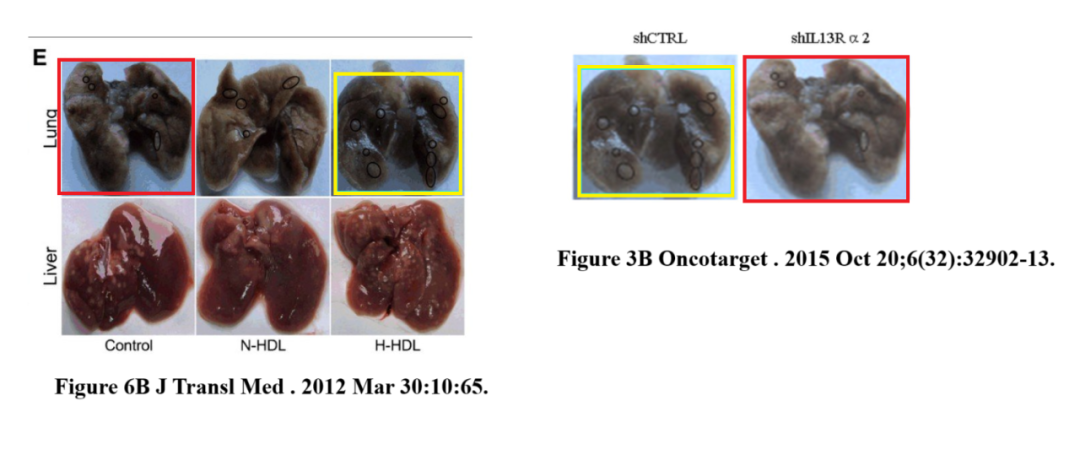 E
Lung
Liver
Control
N-HDL
H-HDL
Figure 6B J Transl Med . 2012 Mar 30:10:65.
shCTRL
shIL13R α 2
Figure 3B Oncotarget . 2015 Oct 20;6(32):32902-13.